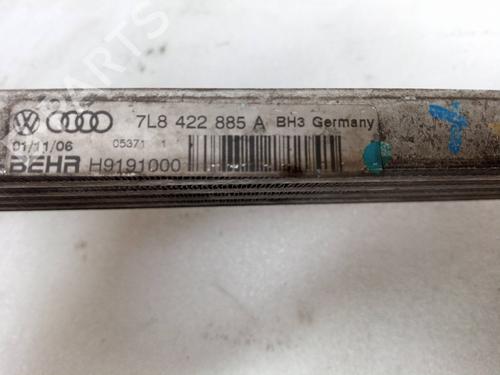 PARTS
7L8 422 885 A BH3 Germany
01/11/06 05371 1
BEHR H9191000